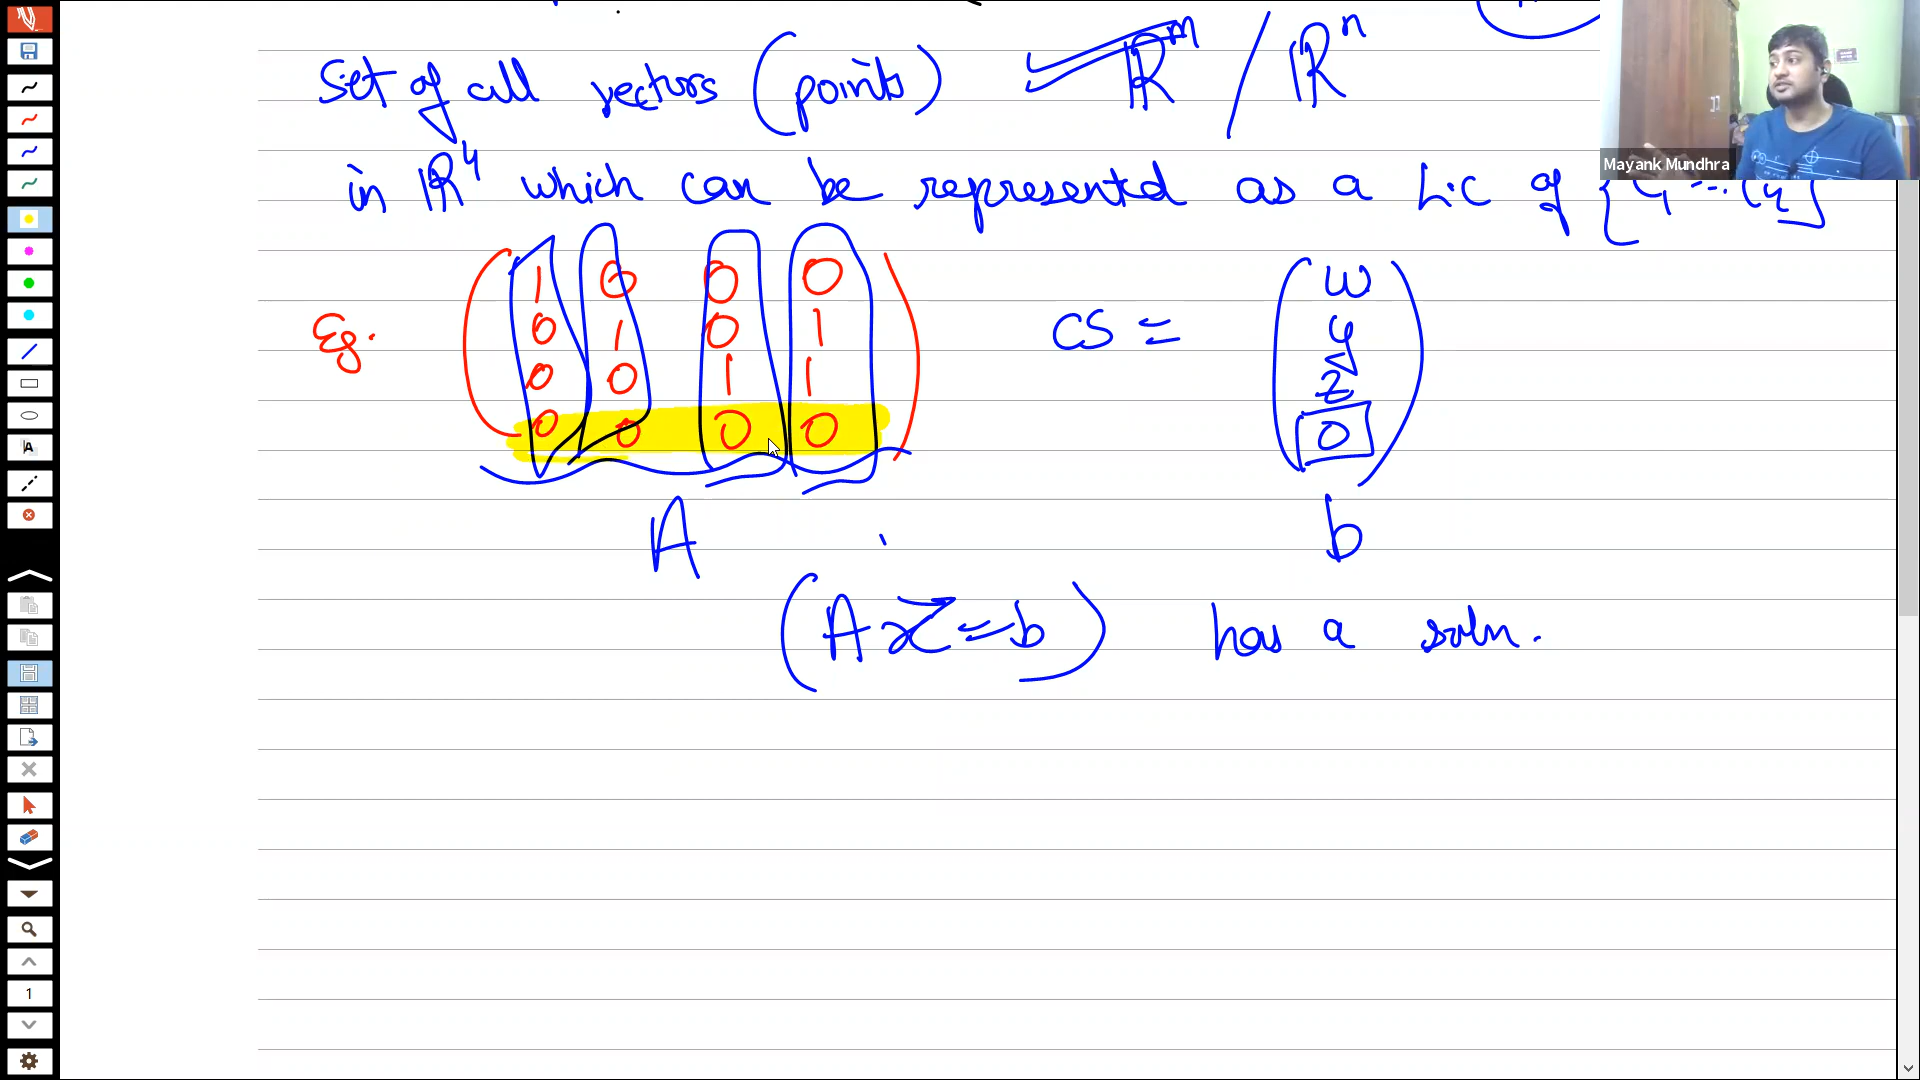 Set of all vectors (points) R^m / R^n
Mayank Mundhra
in R^4 which can be represented as a L.C of {C₁ ... C₄}
Eg. 1 0 0 0
0 1 0 1
0 0 1 1
0 0 0 0
CS = w
y
z
0
A b
(Ax = b) has a soln.
1